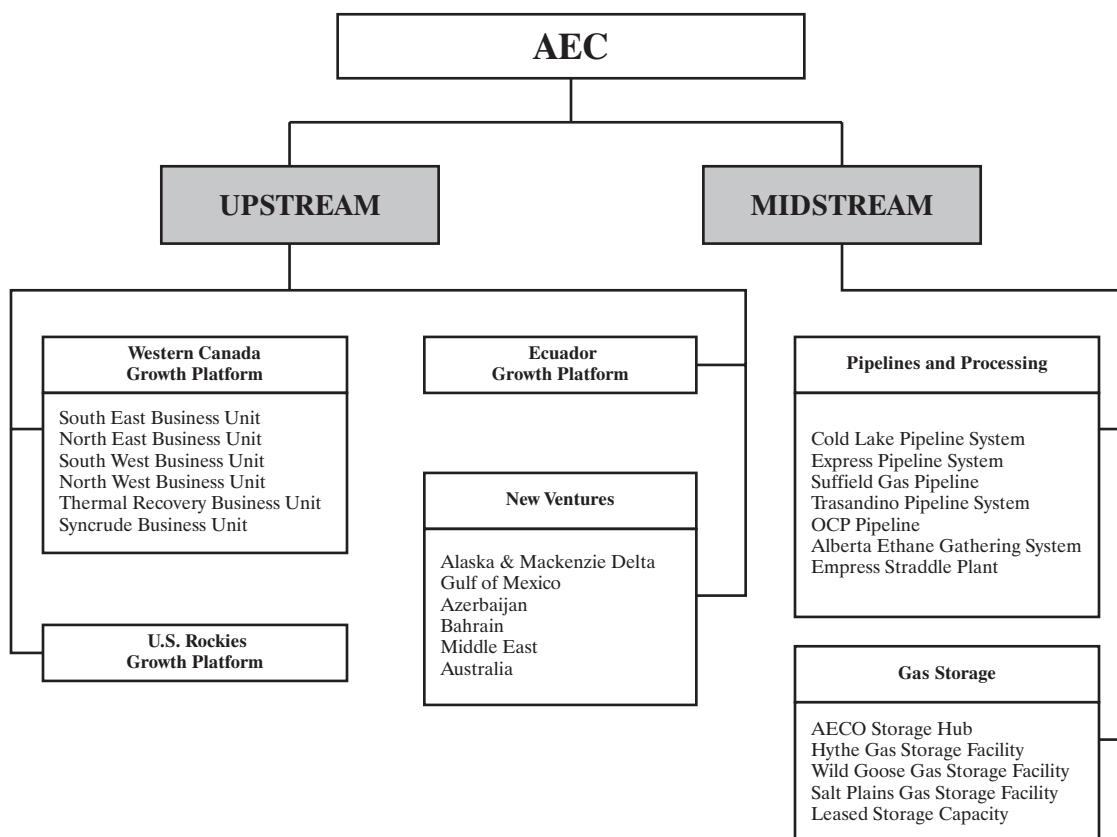 AEC
UPSTREAM
MIDSTREAM
Western Canada
Growth Platform
South East Business Unit
North East Business Unit
South West Business Unit
North West Business Unit
Thermal Recovery Business Unit
Syncrude Business Unit
U.S. Rockies
Growth Platform
Ecuador
Growth Platform
New Ventures
Alaska & Mackenzie Delta
Gulf of Mexico
Azerbaijan
Bahrain
Middle East
Australia
Pipelines and Processing
Cold Lake Pipeline System
Express Pipeline System
Suffield Gas Pipeline
Trasandino Pipeline System
OCP Pipeline
Alberta Ethane Gathering System
Empress Straddle Plant
Gas Storage
AECO Storage Hub
Hythe Gas Storage Facility
Wild Goose Gas Storage Facility
Salt Plains Gas Storage Facility
Leased Storage Capacity